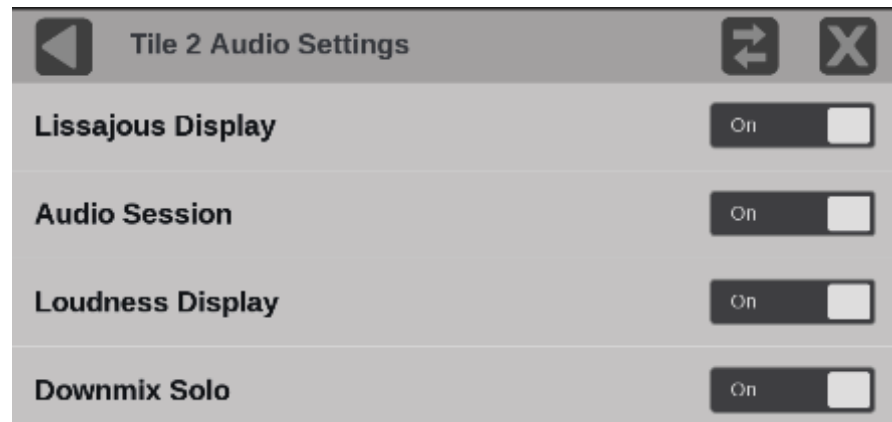 Tile 2 Audio Settings
Lissajous Display On
Audio Session On
Loudness Display On
Downmix Solo On